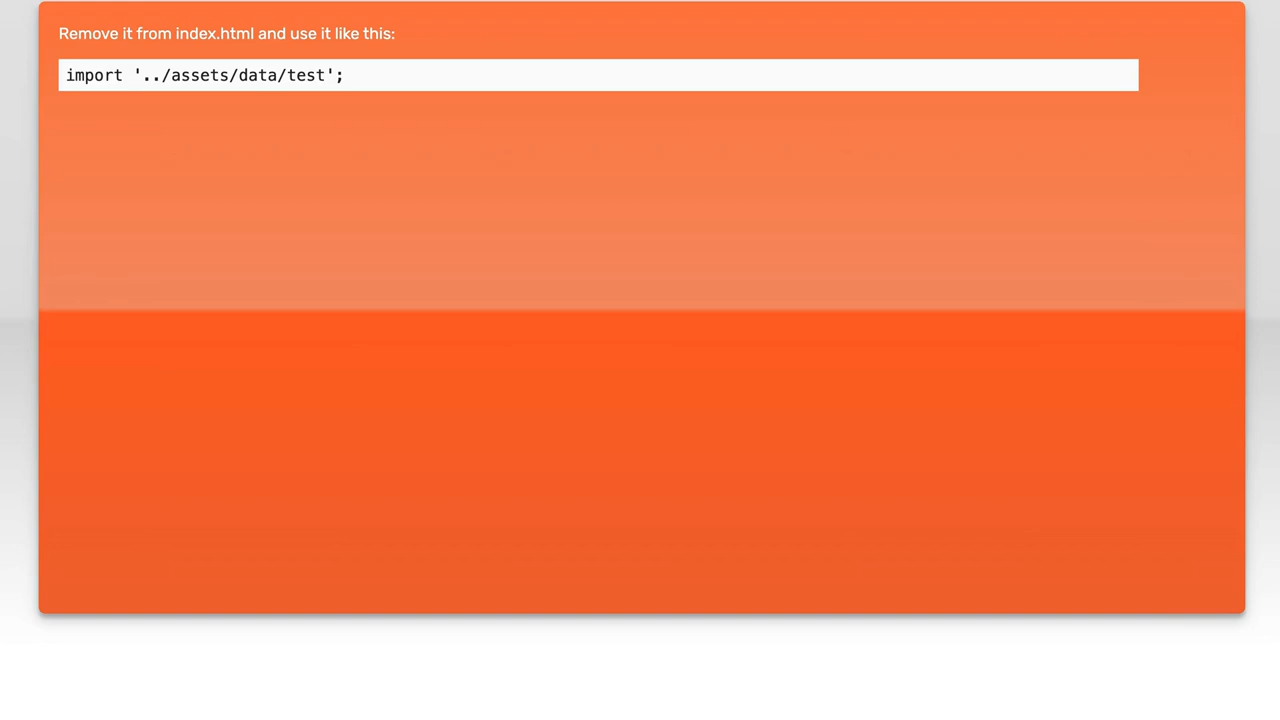 Remove it from index.html and use it like this:
import '../assets/data/test';